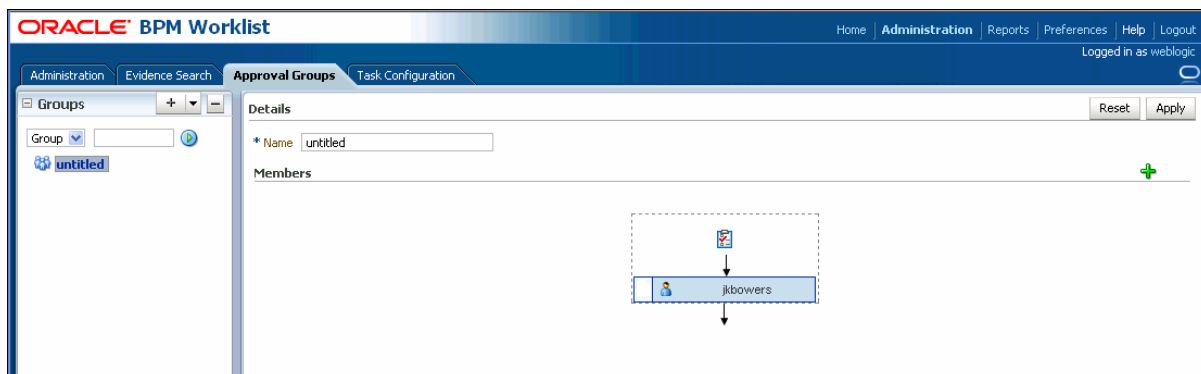 ORACLE BPM Worklist
Home Administration Reports Preferences Help Logout
Logged in as weblogic
Administration Evidence Search Approval Groups Task Configuration
Groups
Group
untitled
Details
Reset Apply
* Name untitled
Members
jkbowers